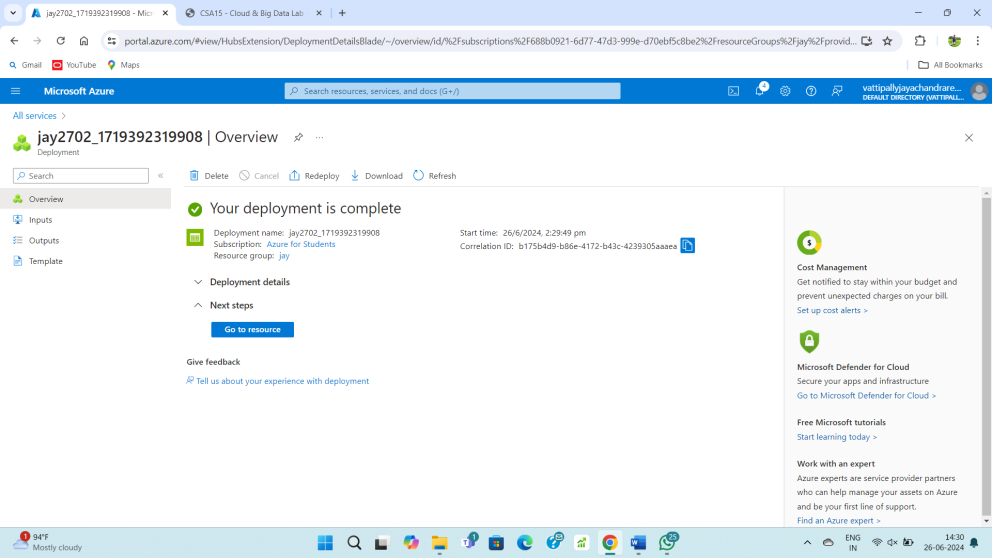 jay2702_1719392319908 - Micr
CSA15 - Cloud & Big Data Lab
portal.azure.com/#view/HubsExtension/DeploymentDetailsBlade/~/overview/id/%2Fsubscriptions%2F688b0921-6d77-47d3-999e-d70ebf5c8be2%2FresourceGroups%2Fjay%2Fprovid...
Gmail
YouTube
Maps
All Bookmarks
Microsoft Azure
Search resources, services, and docs (G+/)
4
vattipallyjayachandrare...
DEFAULT DIRECTORY (VATTIPALL...
All services >
jay2702_1719392319908 | Overview
...
Deployment
Search
«
Delete
Cancel
Redeploy
Download
Refresh
Overview
Inputs
Outputs
Template
Your deployment is complete
Deployment name: jay2702_1719392319908
Subscription: Azure for Students
Resource group: jay
Start time: 26/6/2024, 2:29:49 pm
Correlation ID: b175b4d9-b86e-4172-b43c-4239305aaaea
Deployment details
Next steps
Go to resource
Give feedback
Tell us about your experience with deployment
$
Cost Management
Get notified to stay within your budget and
prevent unexpected charges on your bill.
Set up cost alerts >
Microsoft Defender for Cloud
Secure your apps and infrastructure
Go to Microsoft Defender for Cloud >
Free Microsoft tutorials
Start learning today >
Work with an expert
Azure experts are service provider partners
who can help manage your assets on Azure
and be your first line of support.
Find an Azure expert >
1
94°F
Mostly cloudy
1
25
ENG
IN
14:30
26-06-2024